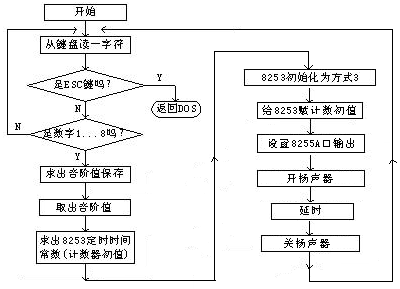 开始
从键盘读一字符
是ESC键吗?
Y
返回DOS
N
N
是数字1...8吗?
Y
求出音阶值保存
取出音阶值
求出8253定时时间
常数(计数器初值)
8253初始化为方式3
给8253赋计数初值
设置8255A口输出
开扬声器
延时
关扬声器